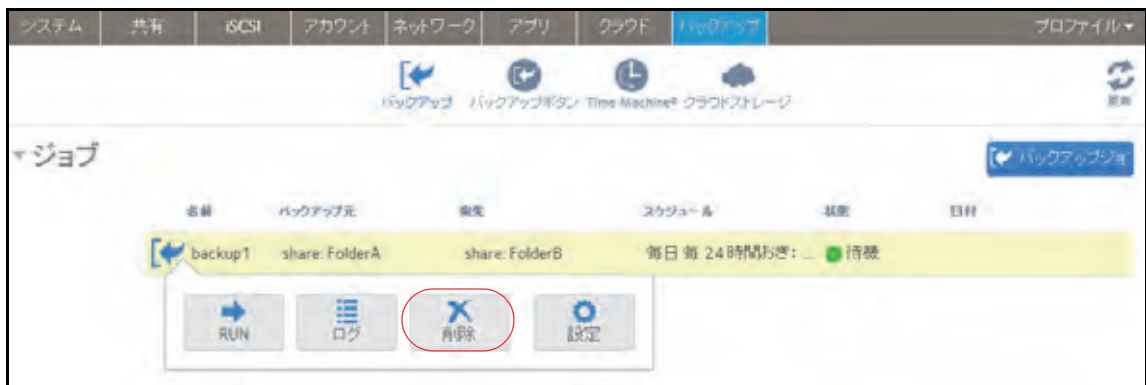 システム 共有 iSCSI アカウント ネットワーク アプリ クラウド バックアップ プロファイル
バックアップ バックアップボタン Time Machine® クラウドストレージ 更新
ジョブ
バックアップジョ
名前 バックアップ元 宛先 スケジュール 状態 日付
backup1 share: FolderA share: FolderB 毎日 毎 24時間おき: ... 待機
RUN ログ 削除 設定